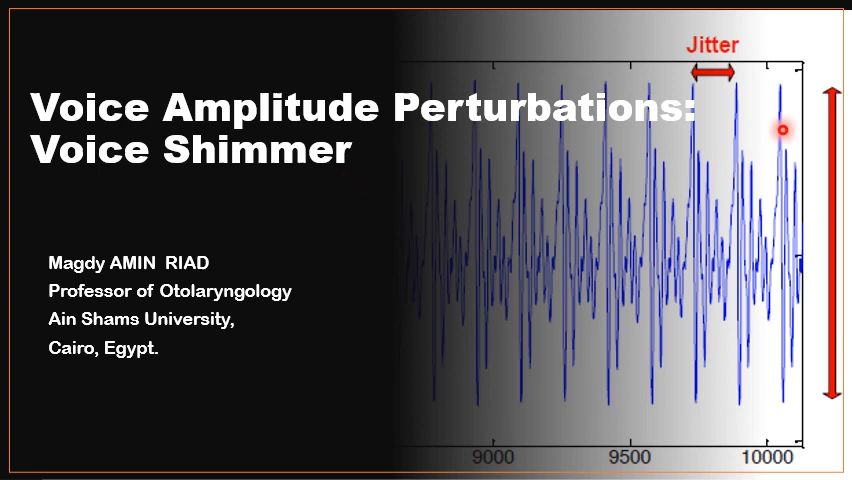 Jitter
Voice Amplitude Perturbations:
Voice Shimmer
Magdy AMIN RIAD
Professor of Otolaryngology
Ain Shams University,
Cairo, Egypt.
9000 9500 10000